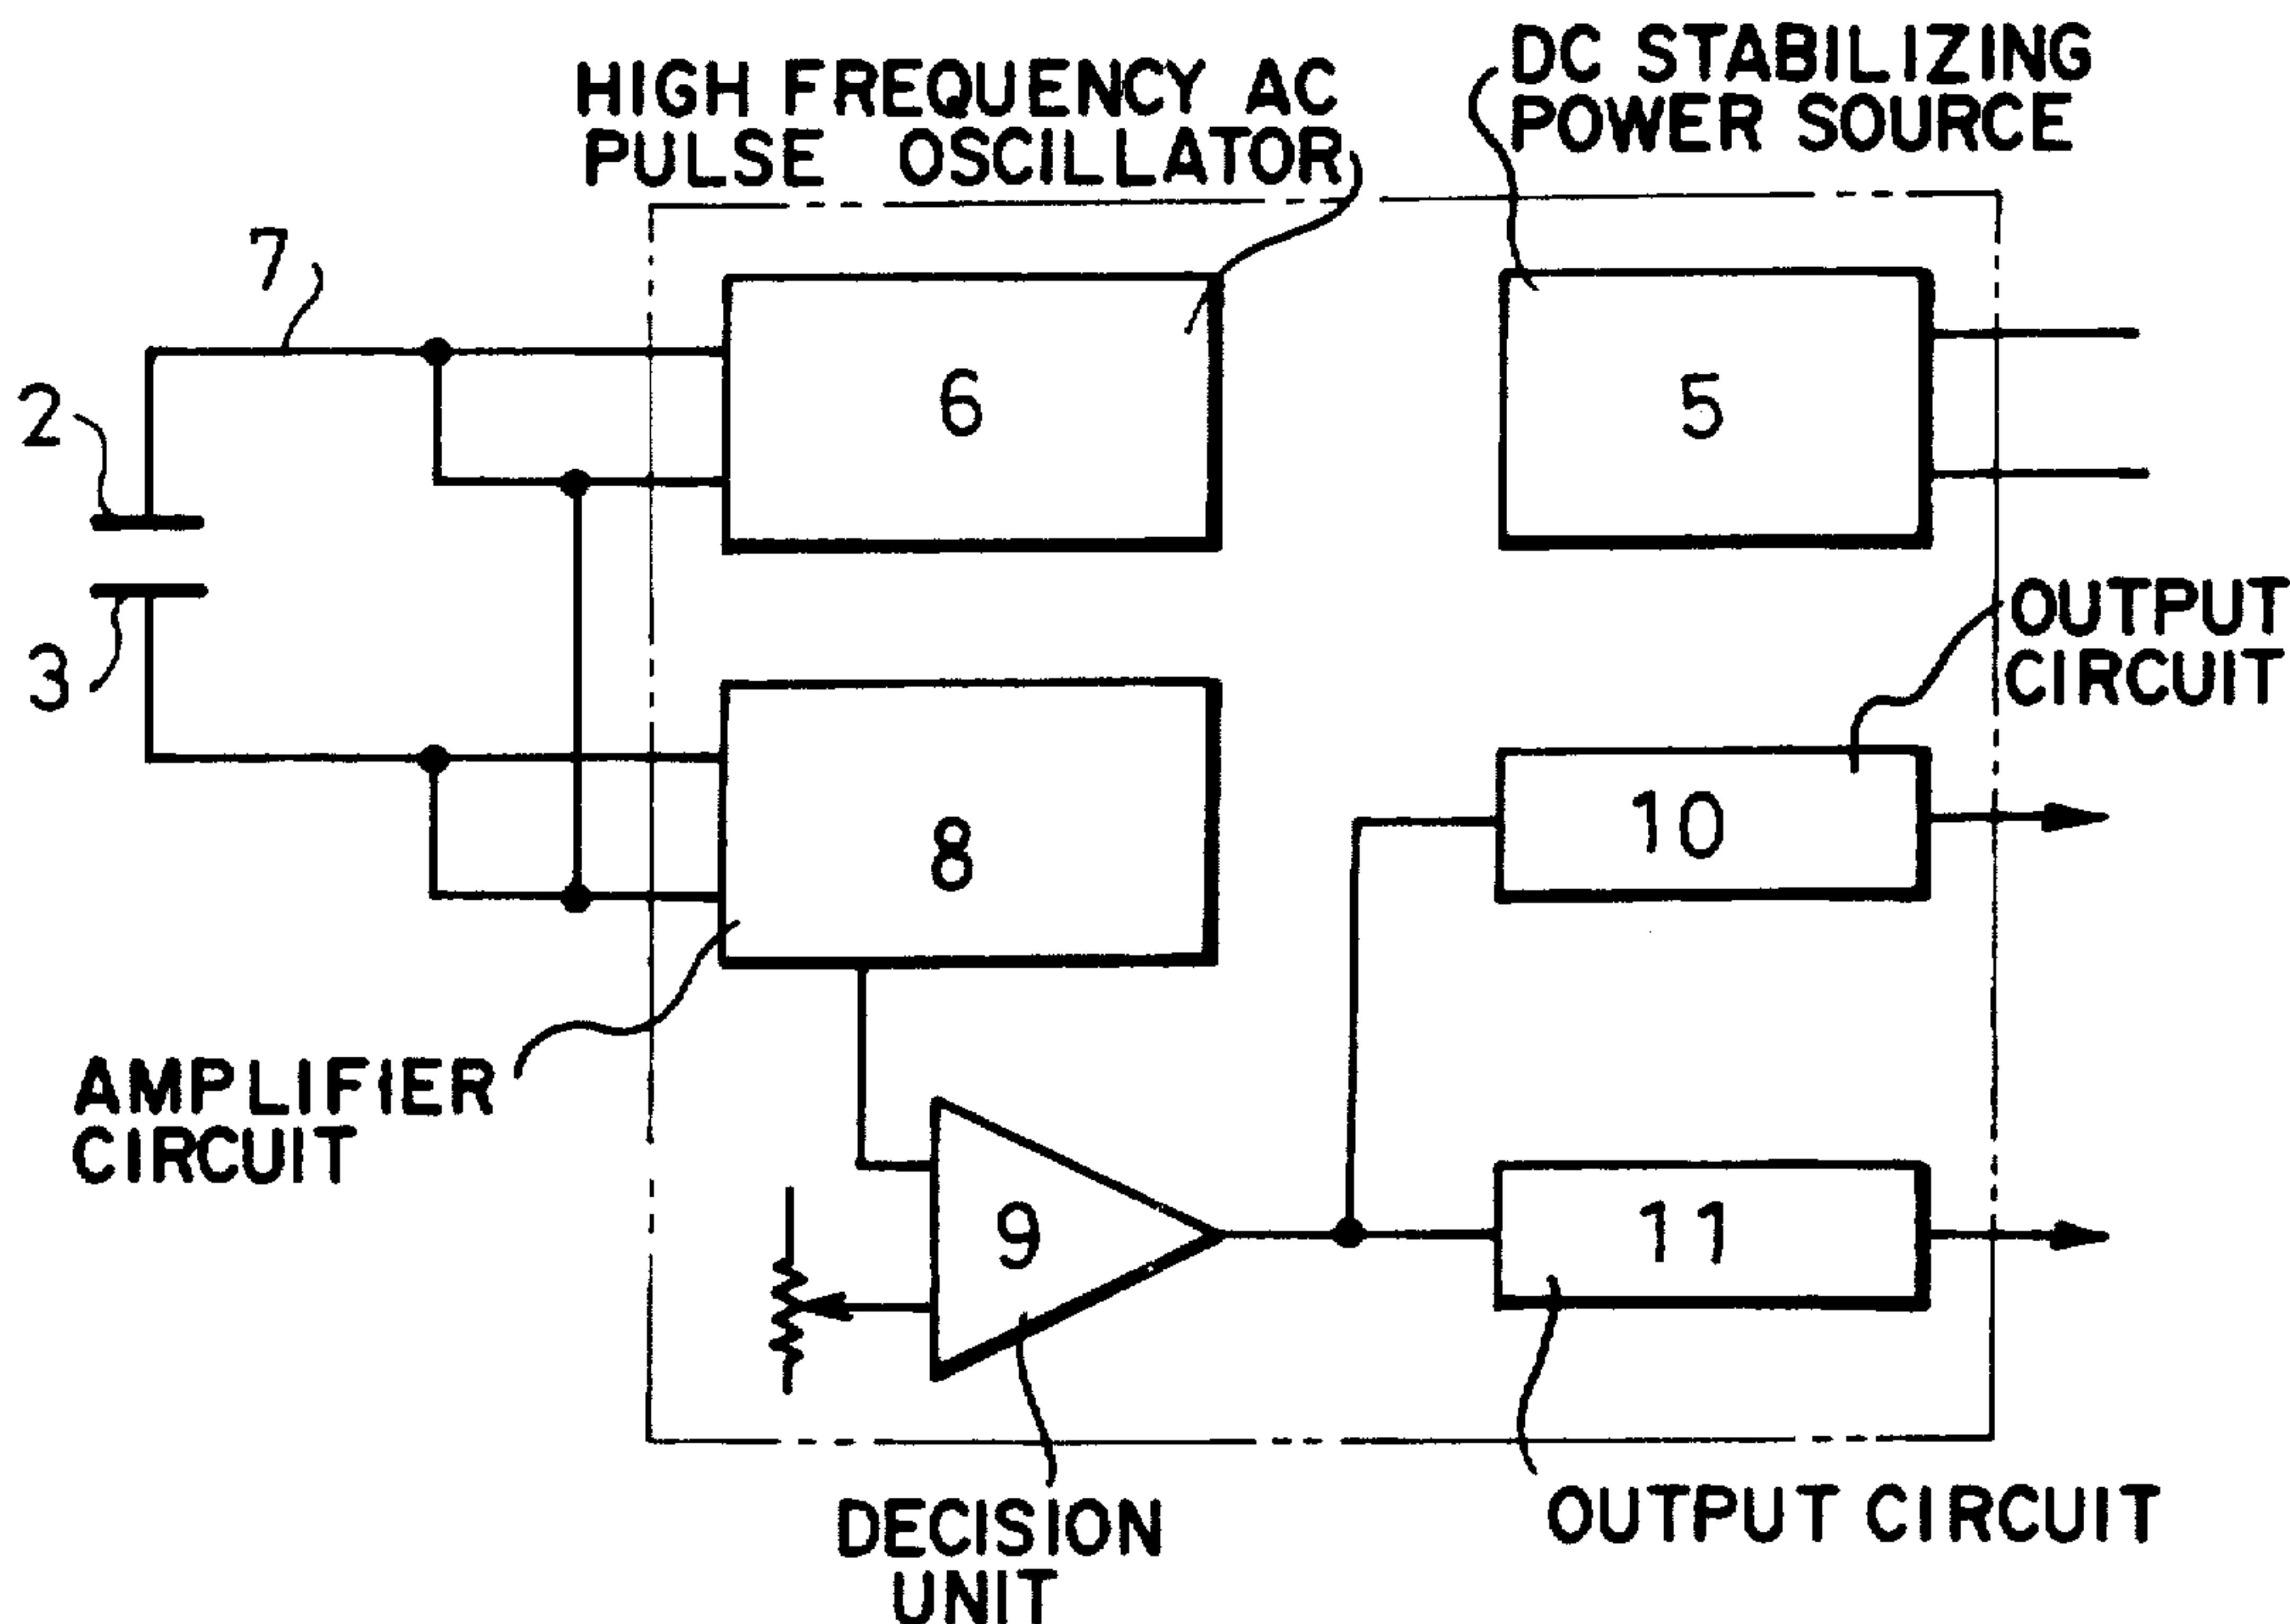 HIGH FREQUENCY AC
PULSE OSCILLATOR
DC STABILIZING
POWER SOURCE
7
2
6
5
3
OUTPUT
CIRCUIT
8
10
AMPLIFIER
CIRCUIT
9
11
DECISION
UNIT
OUTPUT CIRCUIT